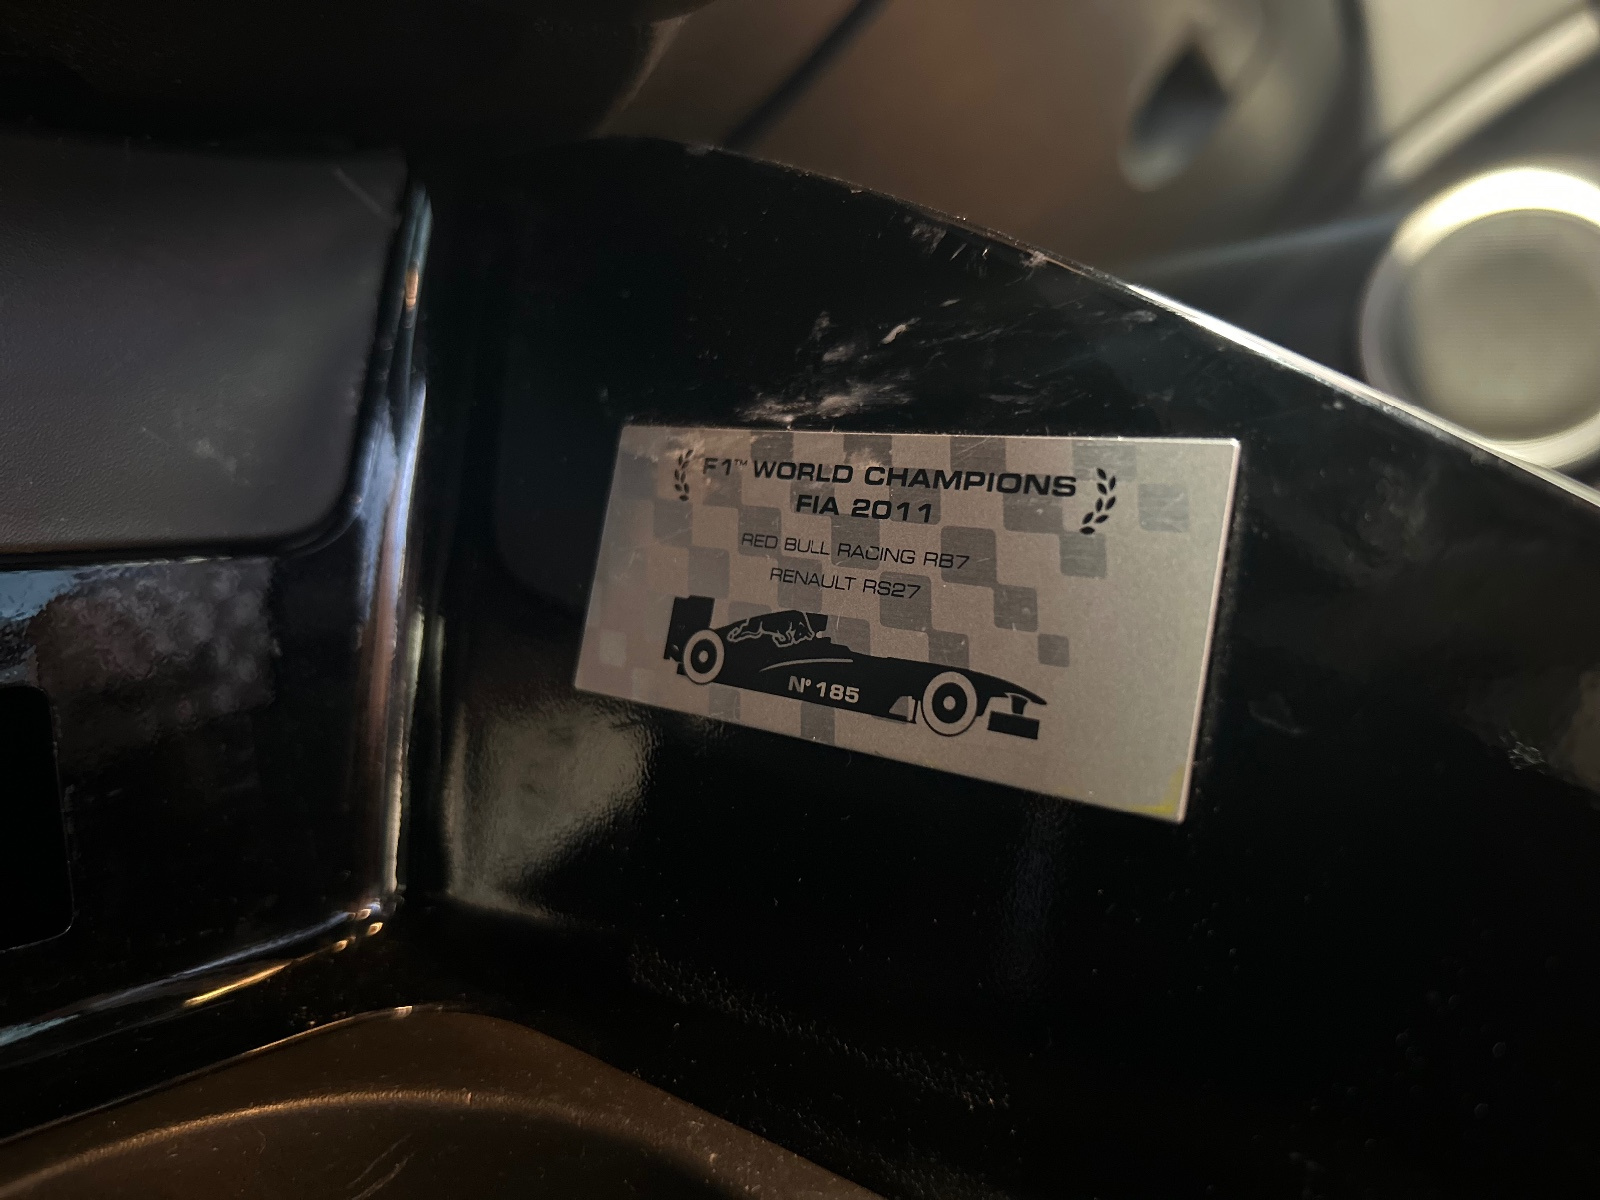 F1™ WORLD CHAMPIONS
FIA 2011
RED BULL RACING RB7
RENAULT RS27
N° 185